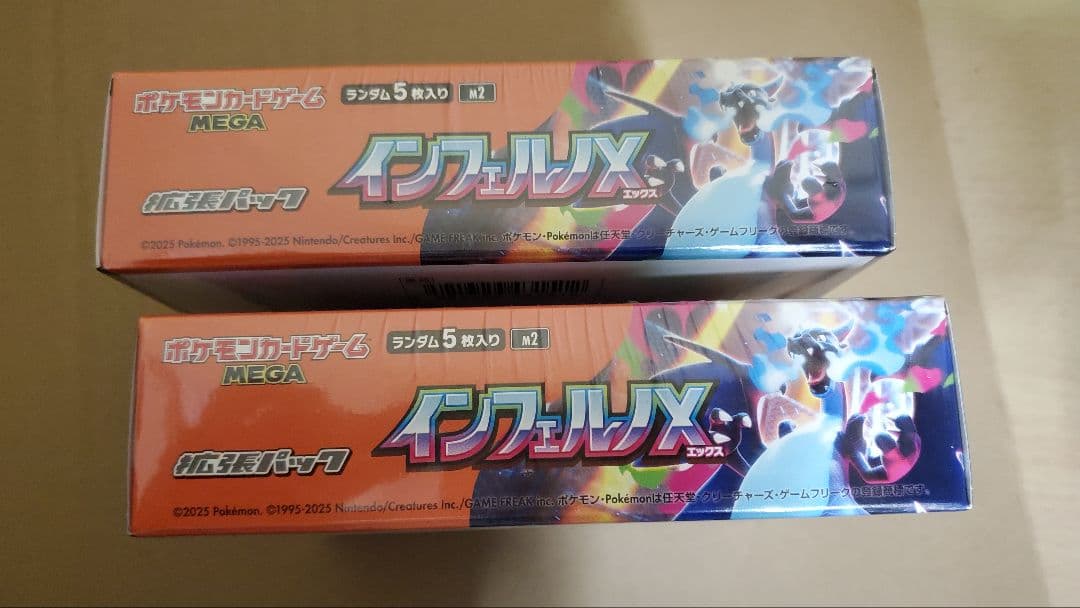 ポケモンカードゲーム
MEGA
ランダム5枚入り M2
インフェルノX
エックス
拡張パック
©2025 Pokémon. ©1995-2025 Nintendo/Creatures Inc./GAME FREAK inc. ポケモン・Pokémonは任天堂・クリーチャーズ・ゲームフリークの登録商標です。
ポケモンカードゲーム
MEGA
ランダム5枚入り M2
インフェルノX
エックス
拡張パック
©2025 Pokémon. ©1995-2025 Nintendo/Creatures Inc./GAME FREAK inc. ポケモン・Pokémonは任天堂・クリーチャーズ・ゲームフリークの登録商標です。